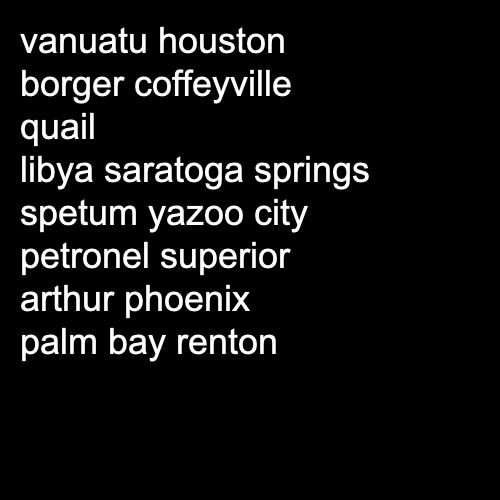 vanuatu houston
borger coffeyville
quail
libya saratoga springs
spetum yazoo city
petronel superior
arthur phoenix
palm bay renton